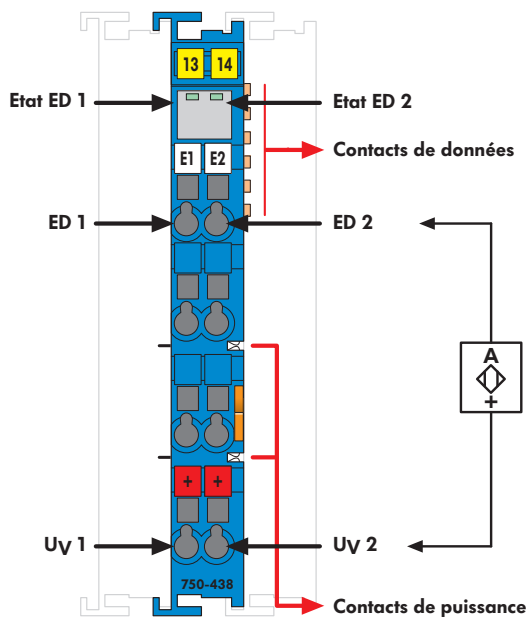 13 14
Etat ED 1
Etat ED 2
Contacts de données
E1 E2
ED 1
ED 2
A
+
+ +
UV 1
UV 2
750-438
Contacts de puissance